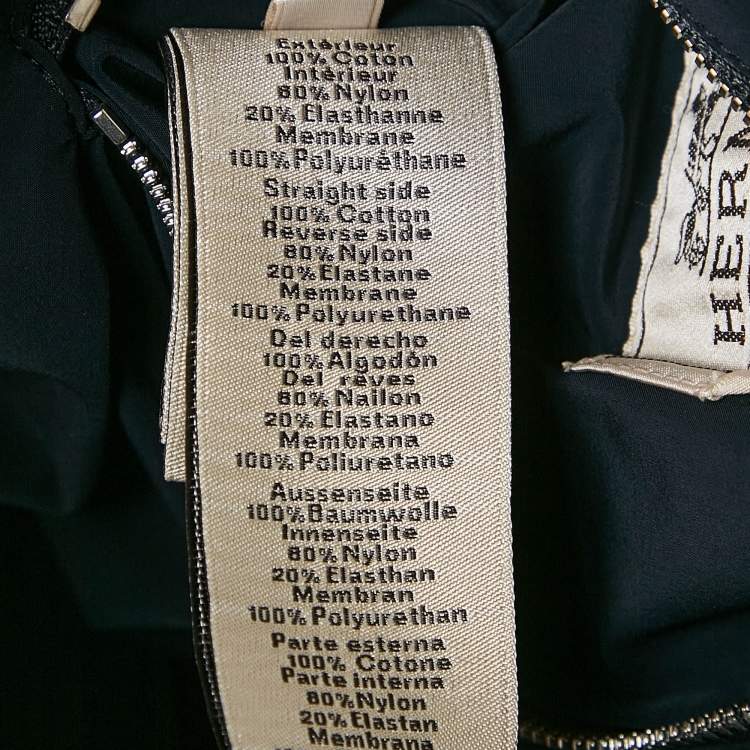 Extérieur
100% Coton
Intérieur
80% Nylon
20% Elasthanne
Membrane
100% Polyuréthane
Straight side
100% Cotton
Reverse side
80% Nylon
20% Elastane
Membrane
100% Polyurethane
Del derecho
100% Algodón
Del réves
80% Nailon
20% Elastano
Membrana
100% Poliuretano
Aussenseite
100% Baumwolle
Innenseite
80% Nylon
20% Elasthan
Membran
100% Polyurethan
Parte esterna
100% Cotone
Parte interna
80% Nylon
20% Elastan
Membrana
HER